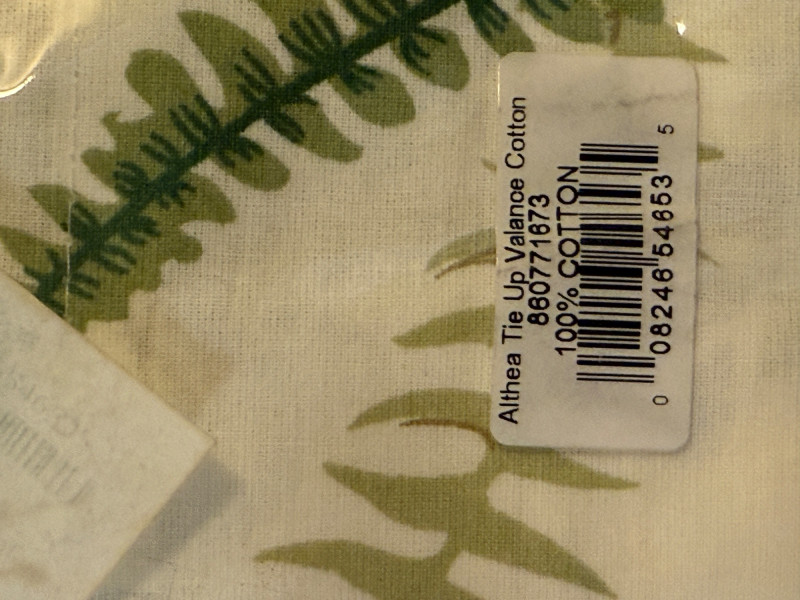 Althea Tie Up Valance Cotton
860771673
100% COTTON
0 08246 54653 5